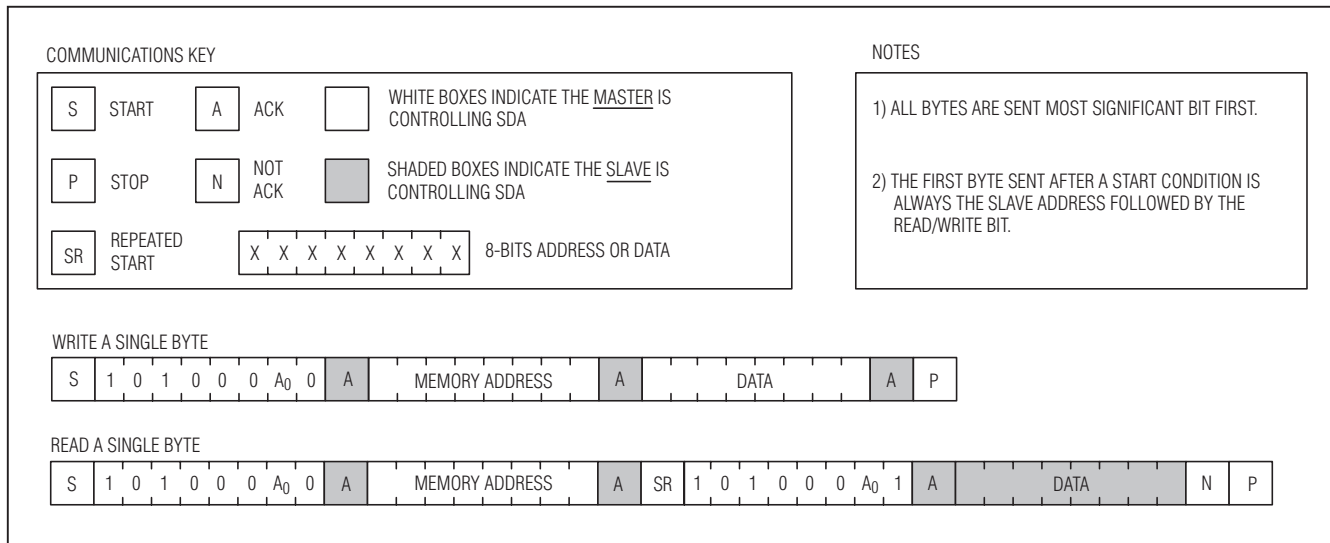 COMMUNICATIONS KEY
S START A ACK WHITE BOXES INDICATE THE MASTER IS
CONTROLLING SDA
P STOP N NOT
ACK SHADED BOXES INDICATE THE SLAVE IS
CONTROLLING SDA
SR REPEATED
START X X X X X X X X 8-BITS ADDRESS OR DATA
NOTES
1) ALL BYTES ARE SENT MOST SIGNIFICANT BIT FIRST.
2) THE FIRST BYTE SENT AFTER A START CONDITION IS
ALWAYS THE SLAVE ADDRESS FOLLOWED BY THE
READ/WRITE BIT.
WRITE A SINGLE BYTE
S 1 0 1 0 0 0 A0 0 A MEMORY ADDRESS A DATA A P
READ A SINGLE BYTE
S 1 0 1 0 0 0 A0 0 A MEMORY ADDRESS A SR 1 0 1 0 0 0 A0 1 A DATA N P